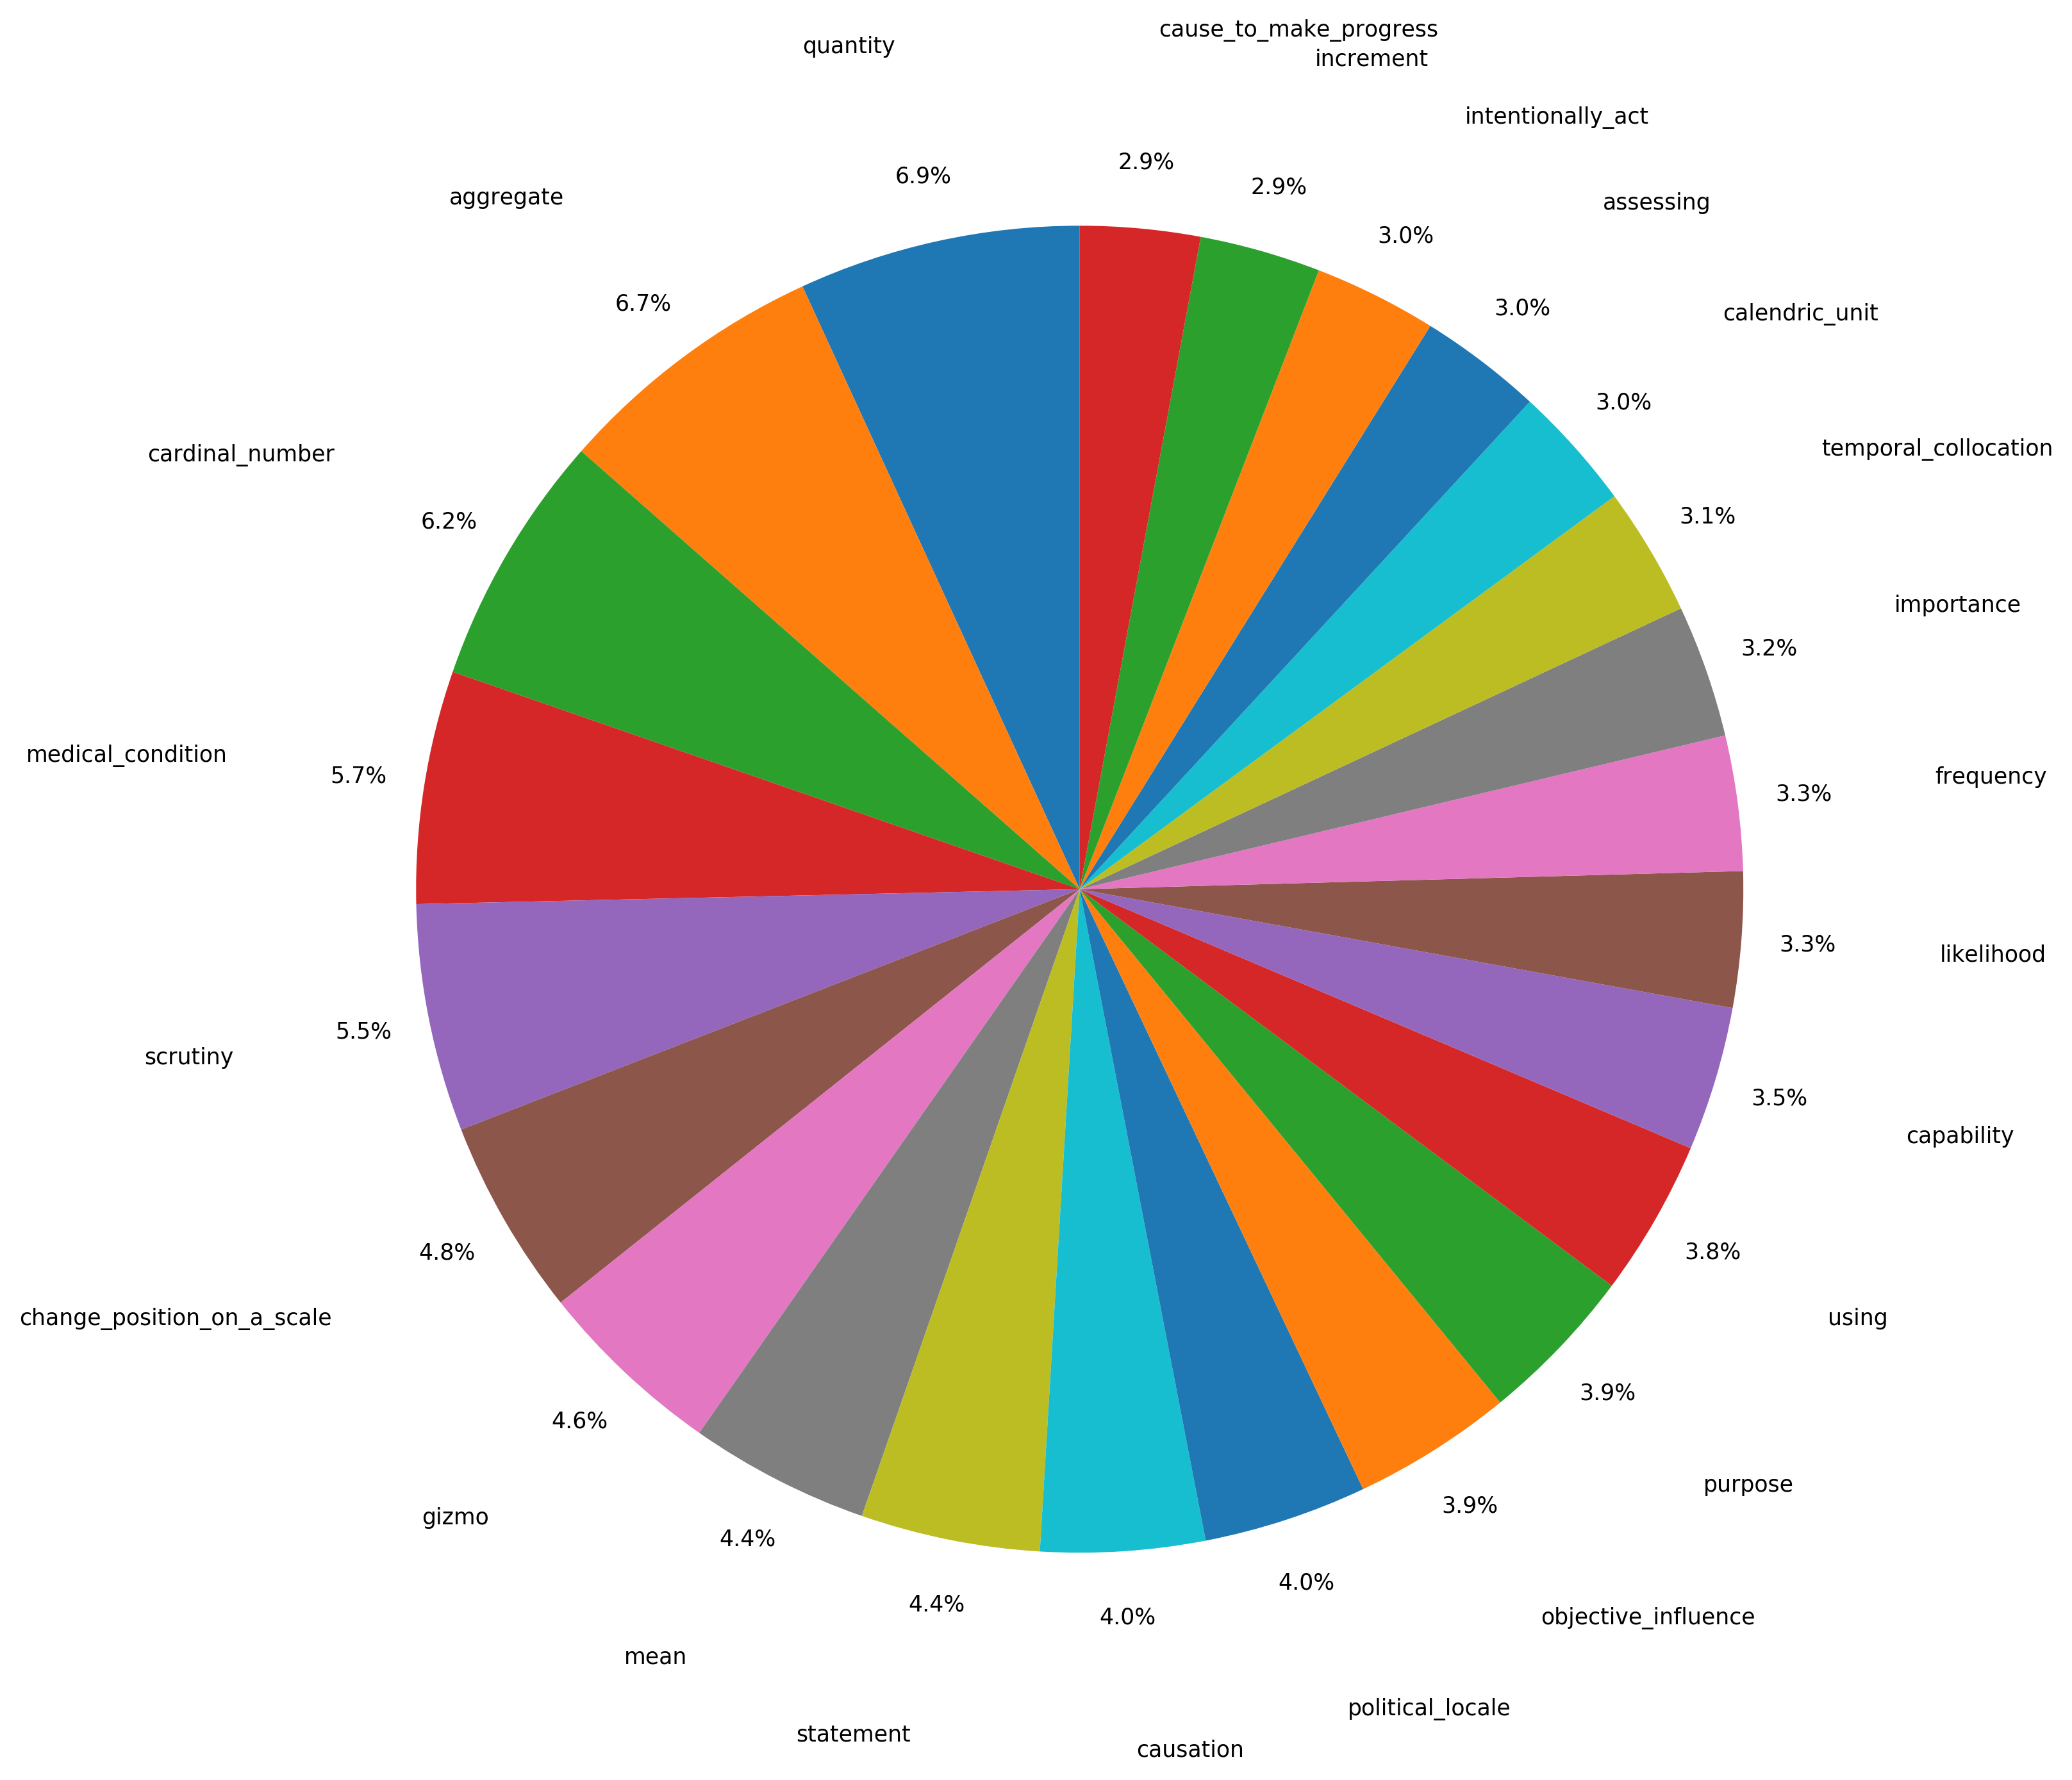 cause_to_make_progress
quantity
increment
intentionally_act
2.9%
6.9%
2.9%
aggregate
assessing
3.0%
6.7%
3.0%
calendric_unit
3.0%
temporal_collocation
cardinal_number
6.2%
3.1%
importance
3.2%
medical_condition
5.7%
frequency
3.3%
3.3%
likelihood
5.5%
scrutiny
3.5%
capability
4.8%
3.8%
change_position_on_a_scale
using
3.9%
4.6%
purpose
3.9%
gizmo
4.4%
4.0%
4.4%
4.0%
objective_influence
mean
political_locale
statement
causation